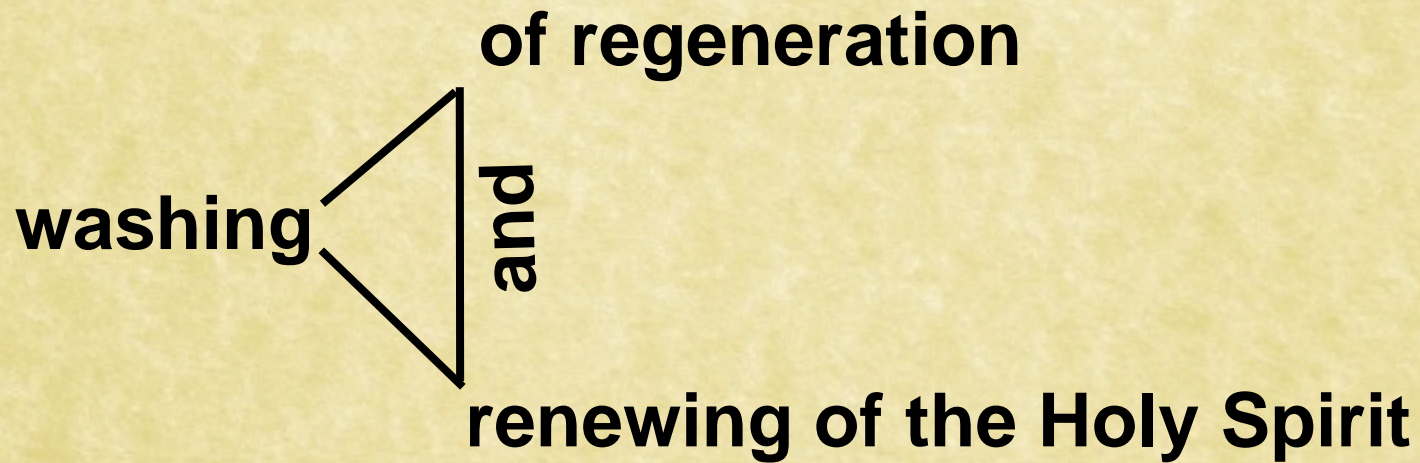 of regeneration
washing
and
renewing of the Holy Spirit